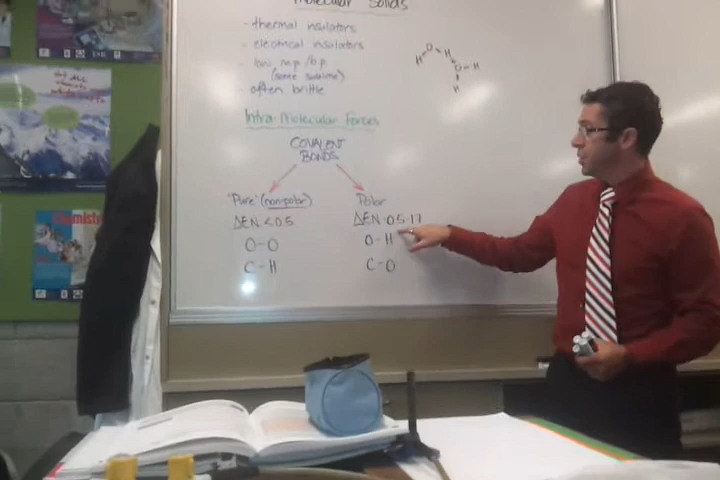 Molecular Solids
- thermal insulators
- electrical insulators
- low m.p./b.p.
(some sublime)
- often brittle
O H
H O H
H
Intra-Molecular Forces
COVALENT
BONDS
"Pure" (nonpolar) Polar
ΔEN < 0.5 ΔEN 0.5-1.7
O-O O-H
C-H C-O